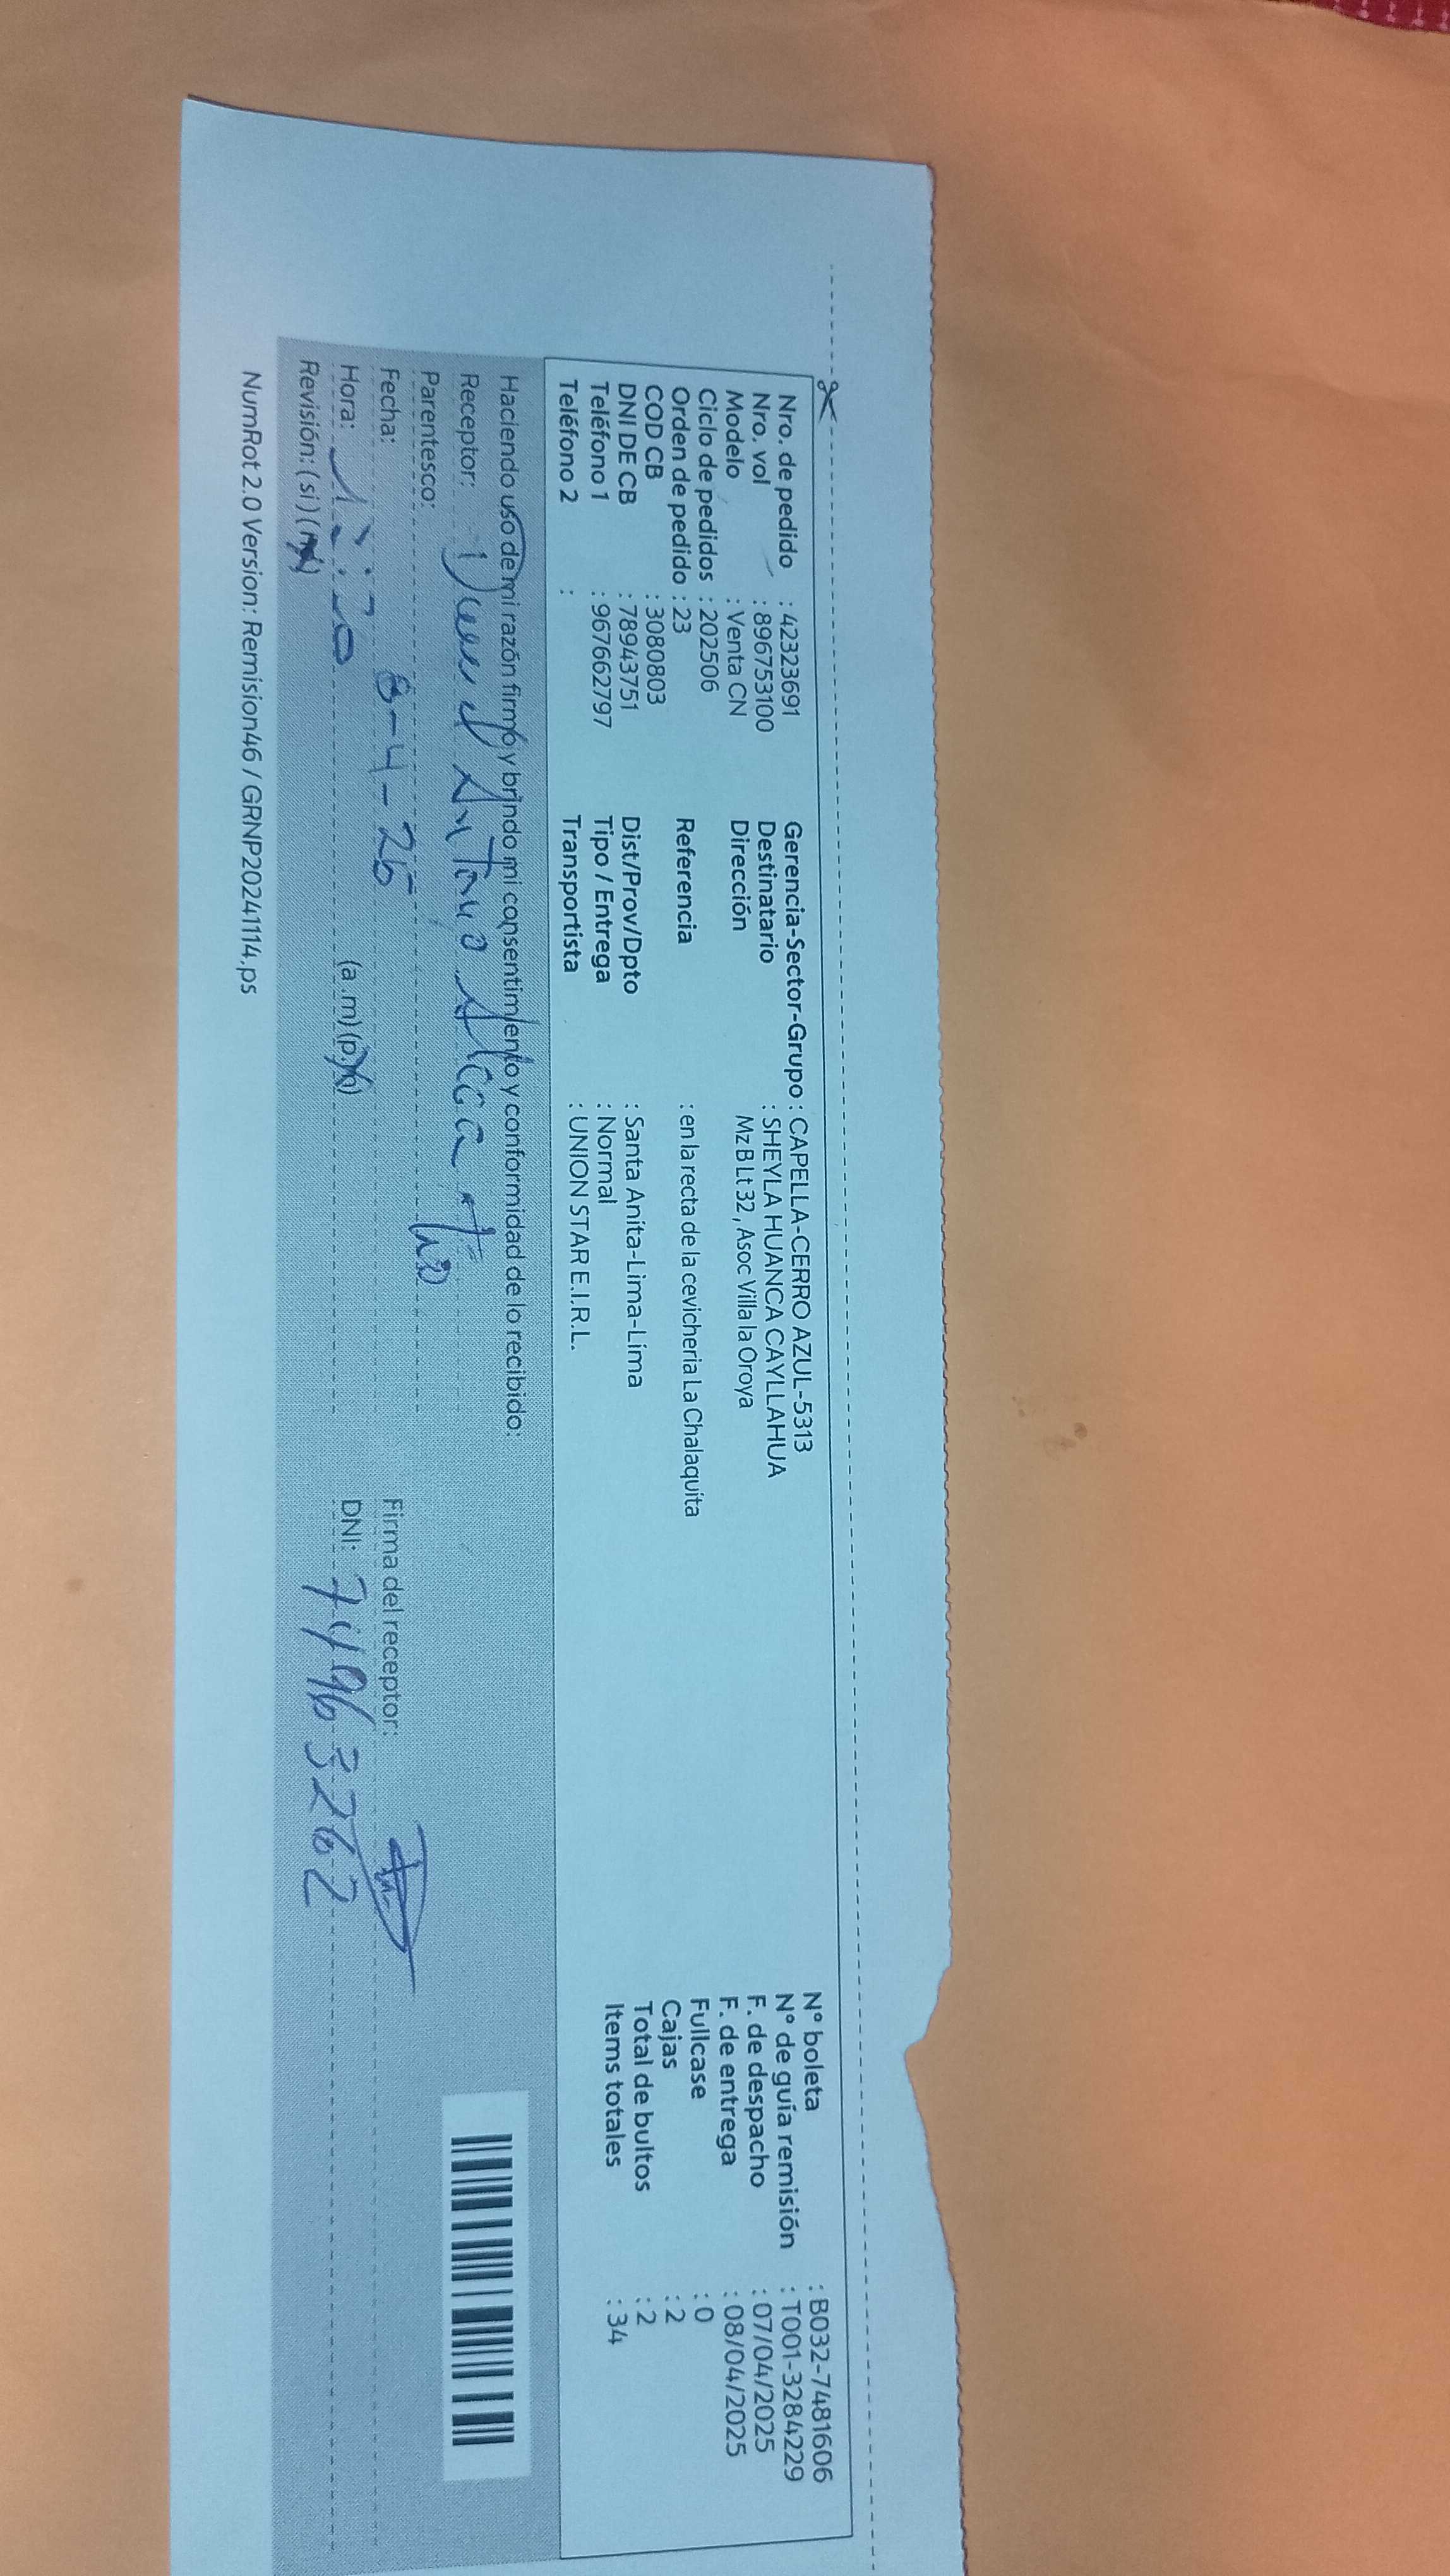 Nro. de pedido : 42323691
Nro. vol : 896753100
Modelo : Venta CN
Ciclo de pedidos : 202506
Orden de pedido : 23
COD CB : 3080803
DNI DE CB : 78943751
Teléfono 1 : 967662797
Teléfono 2 :
Gerencia-Sector-Grupo : CAPELLA-CERRO AZUL-5313
Destinatario : SHEYLA HUANCA CAYLLAHUA
Dirección Mz B Lt 32 , Asoc Villa la Oroya
Referencia : en la recta de la cevicheria La Chalaquita
Dist/Prov/Dpto : Santa Anita-Lima-Lima
Tipo / Entrega : Normal
Transportista : UNION STAR E.I.R.L.
N° boleta : B032-7481606
N° de guía remisión : T001-3284229
F. de despacho : 07/04/2025
F. de entrega : 08/04/2025
Fullcase : 0
Cajas : 2
Total de bultos : 2
Items totales : 34
Haciendo uso de mi razón firmo y brindo mi consentimiento y conformidad de lo recibido:
Receptor:
Parentesco:
Fecha: 8-4-25
Hora: (a.m) (p.m)
Revisión: (si) (no)
Firma del receptor:
DNI:
NumRot 2.0 Version: Remision46 / GRNP20241114.ps